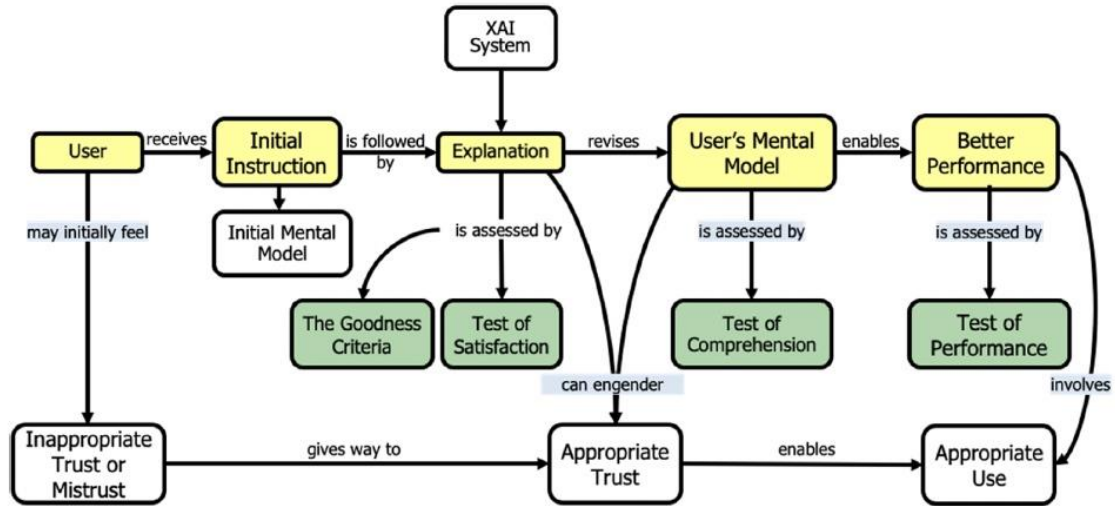 XAI
System
User
receives
Initial
Instruction
is followed
by
Explanation
revises
User's Mental
Model
enables
Better
Performance
may initially feel
Initial Mental
Model
is assessed by
is assessed by
is assessed by
The Goodness
Criteria
Test of
Satisfaction
Test of
Comprehension
Test of
Performance
can engender
involves
Inappropriate
Trust or
Mistrust
gives way to
Appropriate
Trust
enables
Appropriate
Use